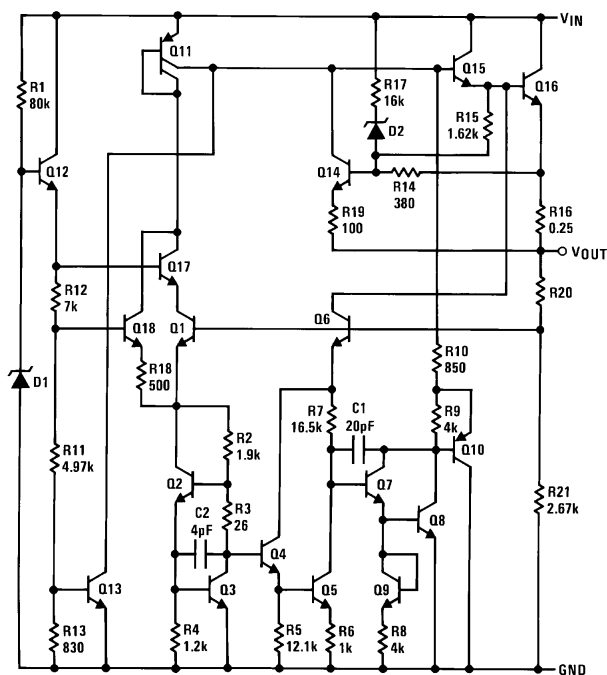 VIN
Q11
R1
80k
R17
16k
Q15
Q16
R15
1.62k
D2
Q12
Q14
R14
380
R16
0.25
R19
100
VOUT
Q17
R12
7k
R20
Q18
Q1
Q6
R18
500
R10
850
D1
R7
16.5k
C1
20pF
R9
4k
Q10
R2
1.9k
R11
4.97k
Q2
Q7
R3
26
Q8
R21
2.67k
C2
4pF
Q4
Q13
Q3
Q5
Q9
R13
830
R4
1.2k
R5
12.1k
R6
1k
R8
4k
GND